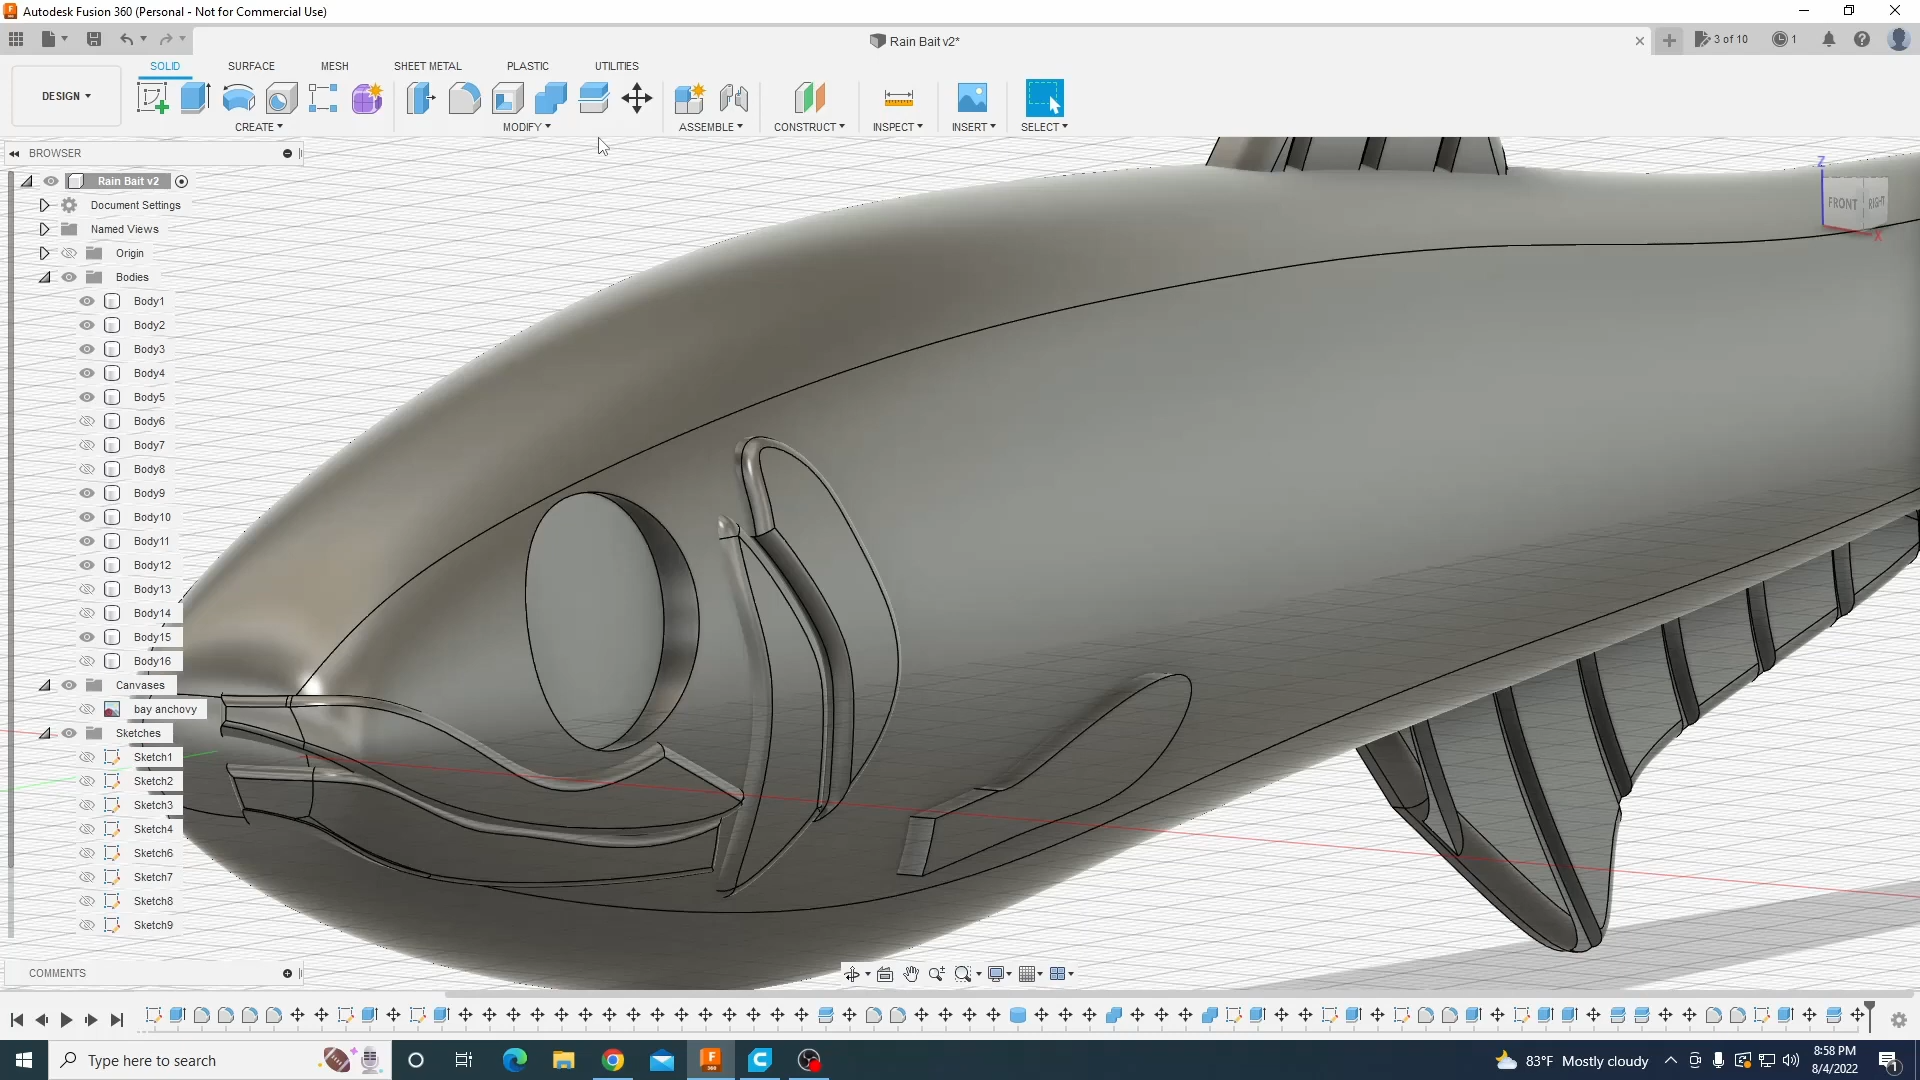 Autodesk Fusion 360 (Personal - Not for Commercial Use)
Rain Bait v2*
3 of 10
1
DESIGN
SOLID
SURFACE
MESH
SHEET METAL
PLASTIC
UTILITIES
CREATE
MODIFY
ASSEMBLE
CONSTRUCT
INSPECT
INSERT
SELECT
BROWSER
Rain Bait v2
Document Settings
Named Views
Origin
Bodies
Body1
Body2
Body3
Body4
Body5
Body6
Body7
Body8
Body9
Body10
Body11
Body12
Body13
Body14
Body15
Body16
Canvases
bay anchovy
Sketches
Sketch1
Sketch2
Sketch3
Sketch4
Sketch6
Sketch7
Sketch8
Sketch9
Z
FRONT
RIGHT
X
COMMENTS
Type here to search
83°F Mostly cloudy
8:58 PM
8/4/2022
1